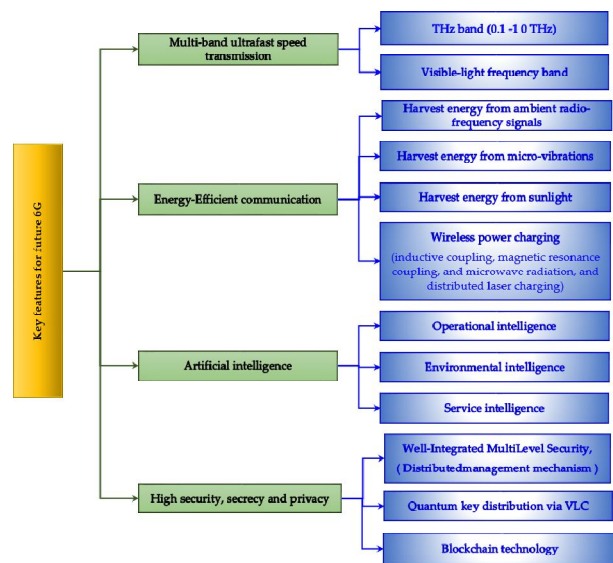 Key features for future 6G
Multi-band ultrafast speed
transmission
THz band (0.1 -1 0 THz)
Visible-light frequency band
Energy-Efficient communication
Harvest energy from ambient radio-
frequency signals
Harvest energy from micro-vibrations
Harvest energy from sunlight
Wireless power charging
(inductive coupling, magnetic resonance
coupling, and microwave radiation, and
distributed laser charging)
Artificial intelligence
Operational intelligence
Environmental intelligence
Service intelligence
High security, secrecy and privacy
Well-Integrated MultiLevel Security,
( Distributedmanagement mechanism )
Quantum key distribution via VLC
Blockchain technology